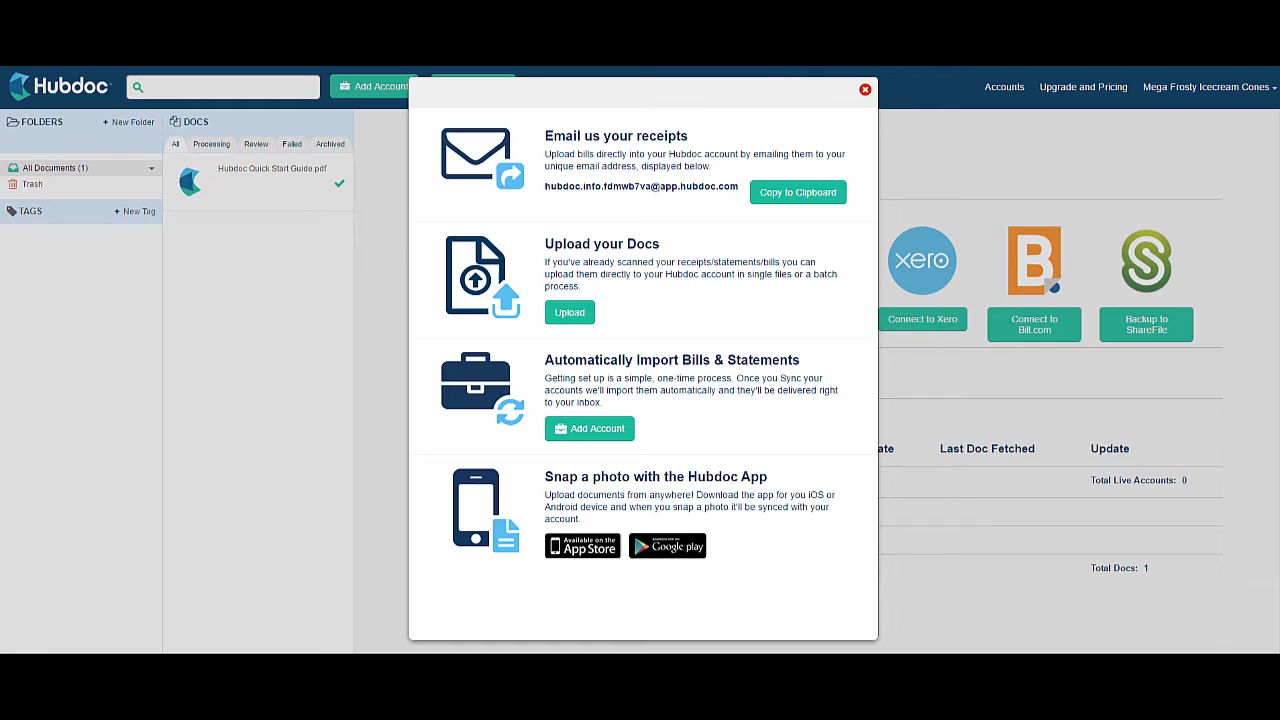 Hubdoc
Add Account
Accounts
Upgrade and Pricing
Mega Frosty Icecream Cones
FOLDERS
+ New Folder
All Documents (1)
Trash
TAGS
+ New Tag
DOCS
All
Processing
Review
Failed
Archived
Hubdoc Quick Start Guide.pdf
Email us your receipts
Upload bills directly into your Hubdoc account by emailing them to your
unique email address, displayed below.
hubdoc.info.fdmwb7va@app.hubdoc.com
Copy to Clipboard
Upload your Docs
If you've already scanned your receipts/statements/bills you can
upload them directly to your Hubdoc account in single files or a batch
process.
Upload
Automatically Import Bills & Statements
Getting set up is a simple, one-time process. Once you Sync your
accounts we'll import them automatically and they'll be delivered right
to your inbox.
Add Account
Snap a photo with the Hubdoc App
Upload documents from anywhere! Download the app for you iOS or
Android device and when you snap a photo it'll be synced with your
account.
Available on the
App Store
ANDROID APP ON
Google play
xero
B
S
Connect to Xero
Connect to
Bill.com
Backup to
ShareFile
ate
Last Doc Fetched
Update
Total Live Accounts: 0
Total Docs: 1